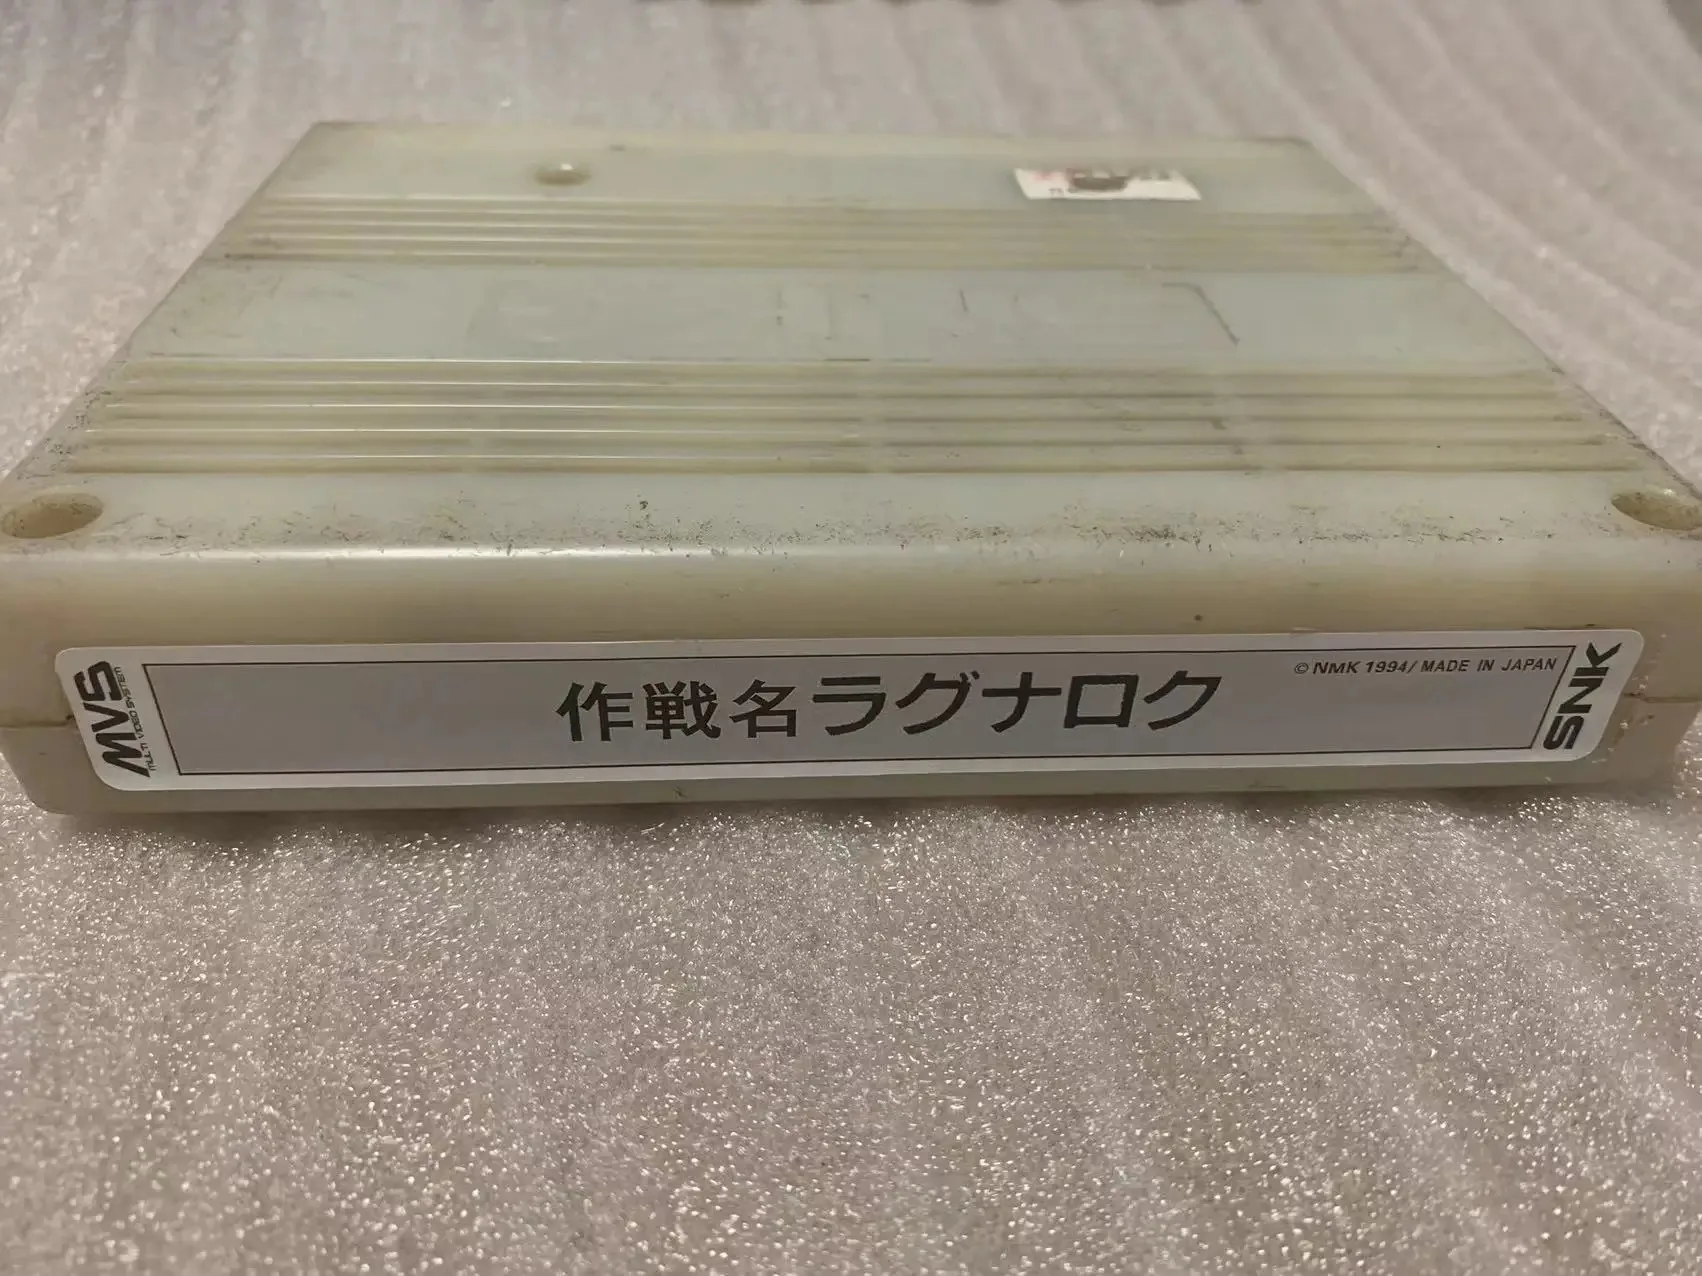 MVS
MULTI VIDEO SYSTEM
作戦名ラグナロク
© NMK 1994/ MADE IN JAPAN
SNK